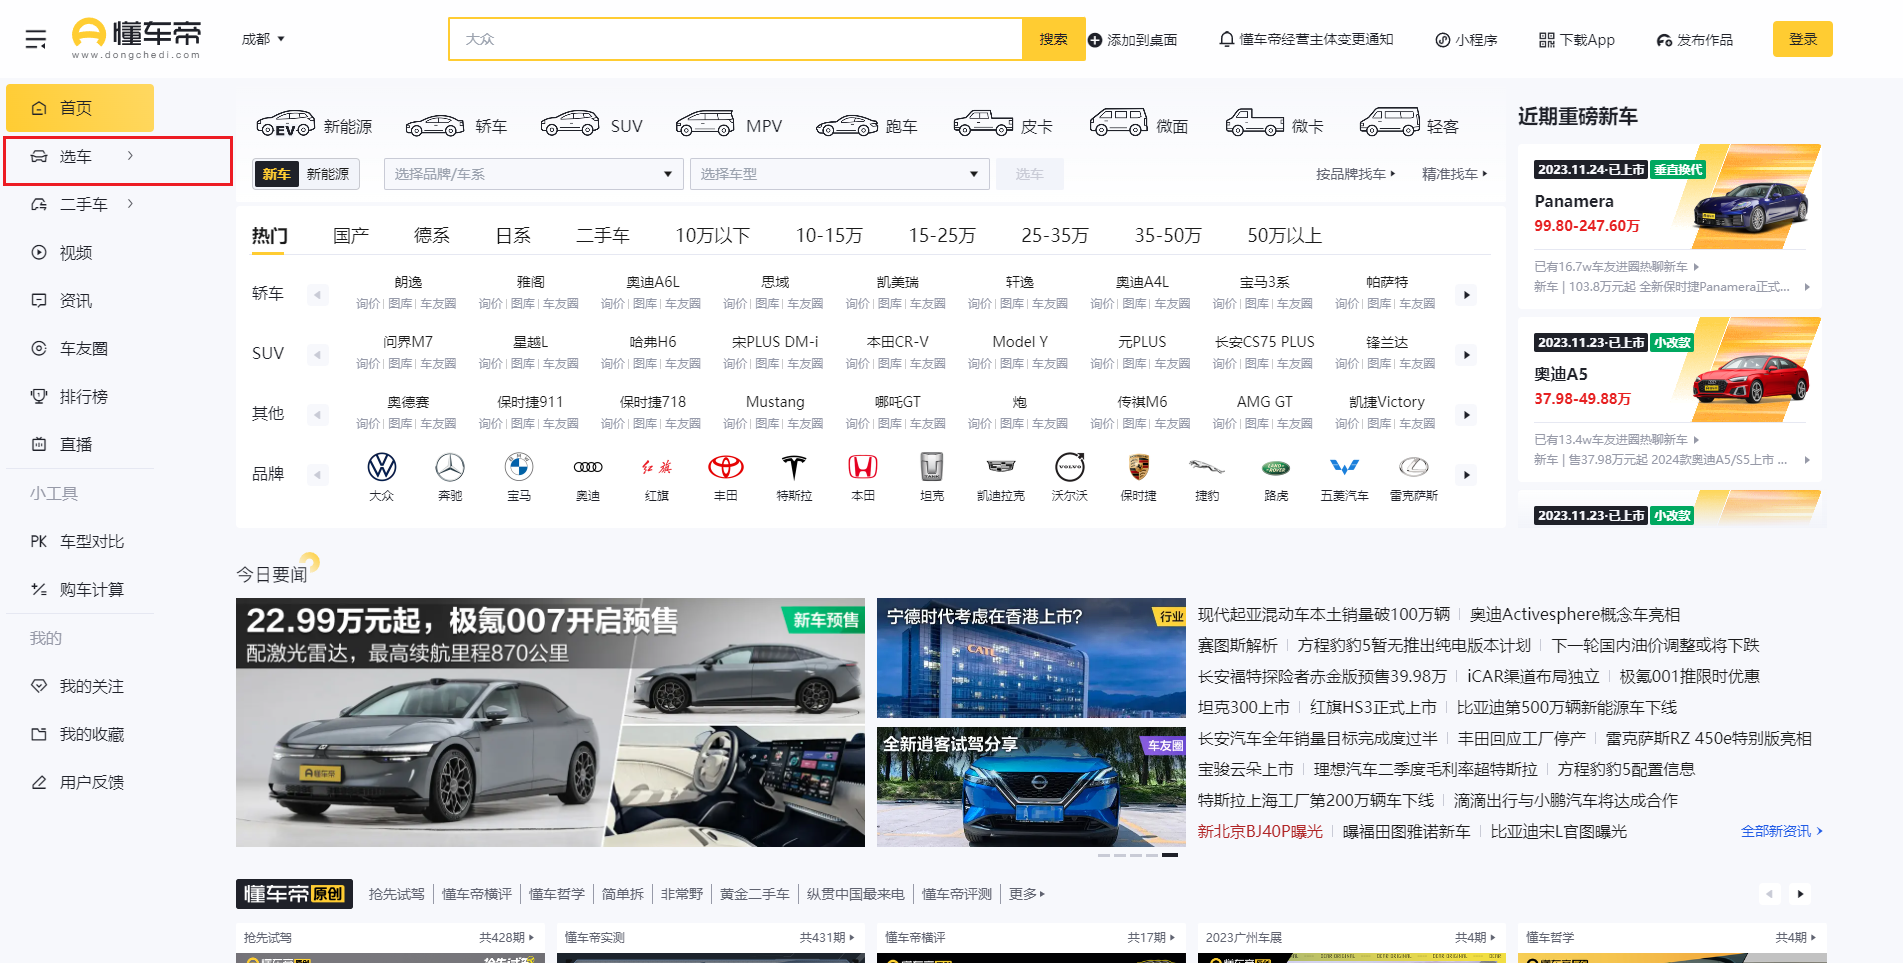 懂车帝
www.dongchedi.com
成都
大众
搜索
添加到桌面
懂车帝经营主体变更通知
小程序
下载App
发布作品
登录
首页
选车
二手车
视频
资讯
车友圈
排行榜
直播
小工具
PK 车型对比
购车计算
我的
我的关注
我的收藏
用户反馈
EV 新能源
轿车
SUV
MPV
跑车
皮卡
微面
微卡
轻客
新车 新能源
选择品牌/车系
选择车型
选车
按品牌找车
精准找车
热门 国产 德系 日系 二手车 10万以下 10-15万 15-25万 25-35万 35-50万 50万以上
轿车
朗逸 雅阁 奥迪A6L 思域 凯美瑞 轩逸 奥迪A4L 宝马3系 帕萨特
询价 图库 车友圈 询价 图库 车友圈 询价 图库 车友圈 询价 图库 车友圈 询价 图库 车友圈 询价 图库 车友圈 询价 图库 车友圈 询价 图库 车友圈 询价 图库 车友圈
SUV
问界M7 星越L 哈弗H6 宋PLUS DM-i 本田CR-V Model Y 元PLUS 长安CS75 PLUS 锋兰达
询价 图库 车友圈 询价 图库 车友圈 询价 图库 车友圈 询价 图库 车友圈 询价 图库 车友圈 询价 图库 车友圈 询价 图库 车友圈 询价 图库 车友圈 询价 图库 车友圈
其他
奥德赛 保时捷911 保时捷718 Mustang 哪吒GT 炮 传祺M6 AMG GT 凯捷Victory
询价 图库 车友圈 询价 图库 车友圈 询价 图库 车友圈 询价 图库 车友圈 询价 图库 车友圈 询价 图库 车友圈 询价 图库 车友圈 询价 图库 车友圈 询价 图库 车友圈
品牌
大众 奔驰 宝马 奥迪 红旗 丰田 特斯拉 本田 坦克 凯迪拉克 沃尔沃 保时捷 捷豹 路虎 五菱汽车 雷克萨斯
近期重磅新车
2023.11.24·已上市 垂直换代
Panamera
99.80-247.60万
已有16.7w车友进圈热聊新车
新车 | 103.8万元起 全新保时捷Panamera正式...
2023.11.23·已上市 小改款
奥迪A5
37.98-49.88万
已有13.4w车友进圈热聊新车
新车 | 售37.98万元起 2024款奥迪A5/S5上市 ...
2023.11.23·已上市 小改款
今日要闻
22.99万元起，极氪007开启预售
配激光雷达，最高续航里程870公里
新车预售
懂车帝
宁德时代考虑在香港上市?
行业
CATL
全新逍客试驾分享
车友圈
现代起亚混动车本土销量破100万辆 奥迪Activesphere概念车亮相
赛图斯解析 方程豹豹5暂无推出纯电版本计划 下一轮国内油价调整或将下跌
长安福特探险者赤金版预售39.98万 iCAR渠道布局独立 极氪001推限时优惠
坦克300上市 红旗HS3正式上市 比亚迪第500万辆新能源车下线
长安汽车全年销量目标完成度过半 丰田回应工厂停产 雷克萨斯RZ 450e特别版亮相
宝骏云朵上市 理想汽车二季度毛利率超特斯拉 方程豹豹5配置信息
特斯拉上海工厂第200万辆车下线 滴滴出行与小鹏汽车将达成合作
新北京BJ40P曝光 曝福田图雅诺新车 比亚迪宋L官图曝光
全部新资讯
懂车帝原创
抢先试驾 懂车帝横评 懂车哲学 简单拆 非常野 黄金二手车 纵贯中国最来电 懂车帝评测 更多
抢先试驾 共428期
懂车帝实测 共431期
懂车帝横评 共17期
2023广州车展 共4期
懂车哲学 共4期